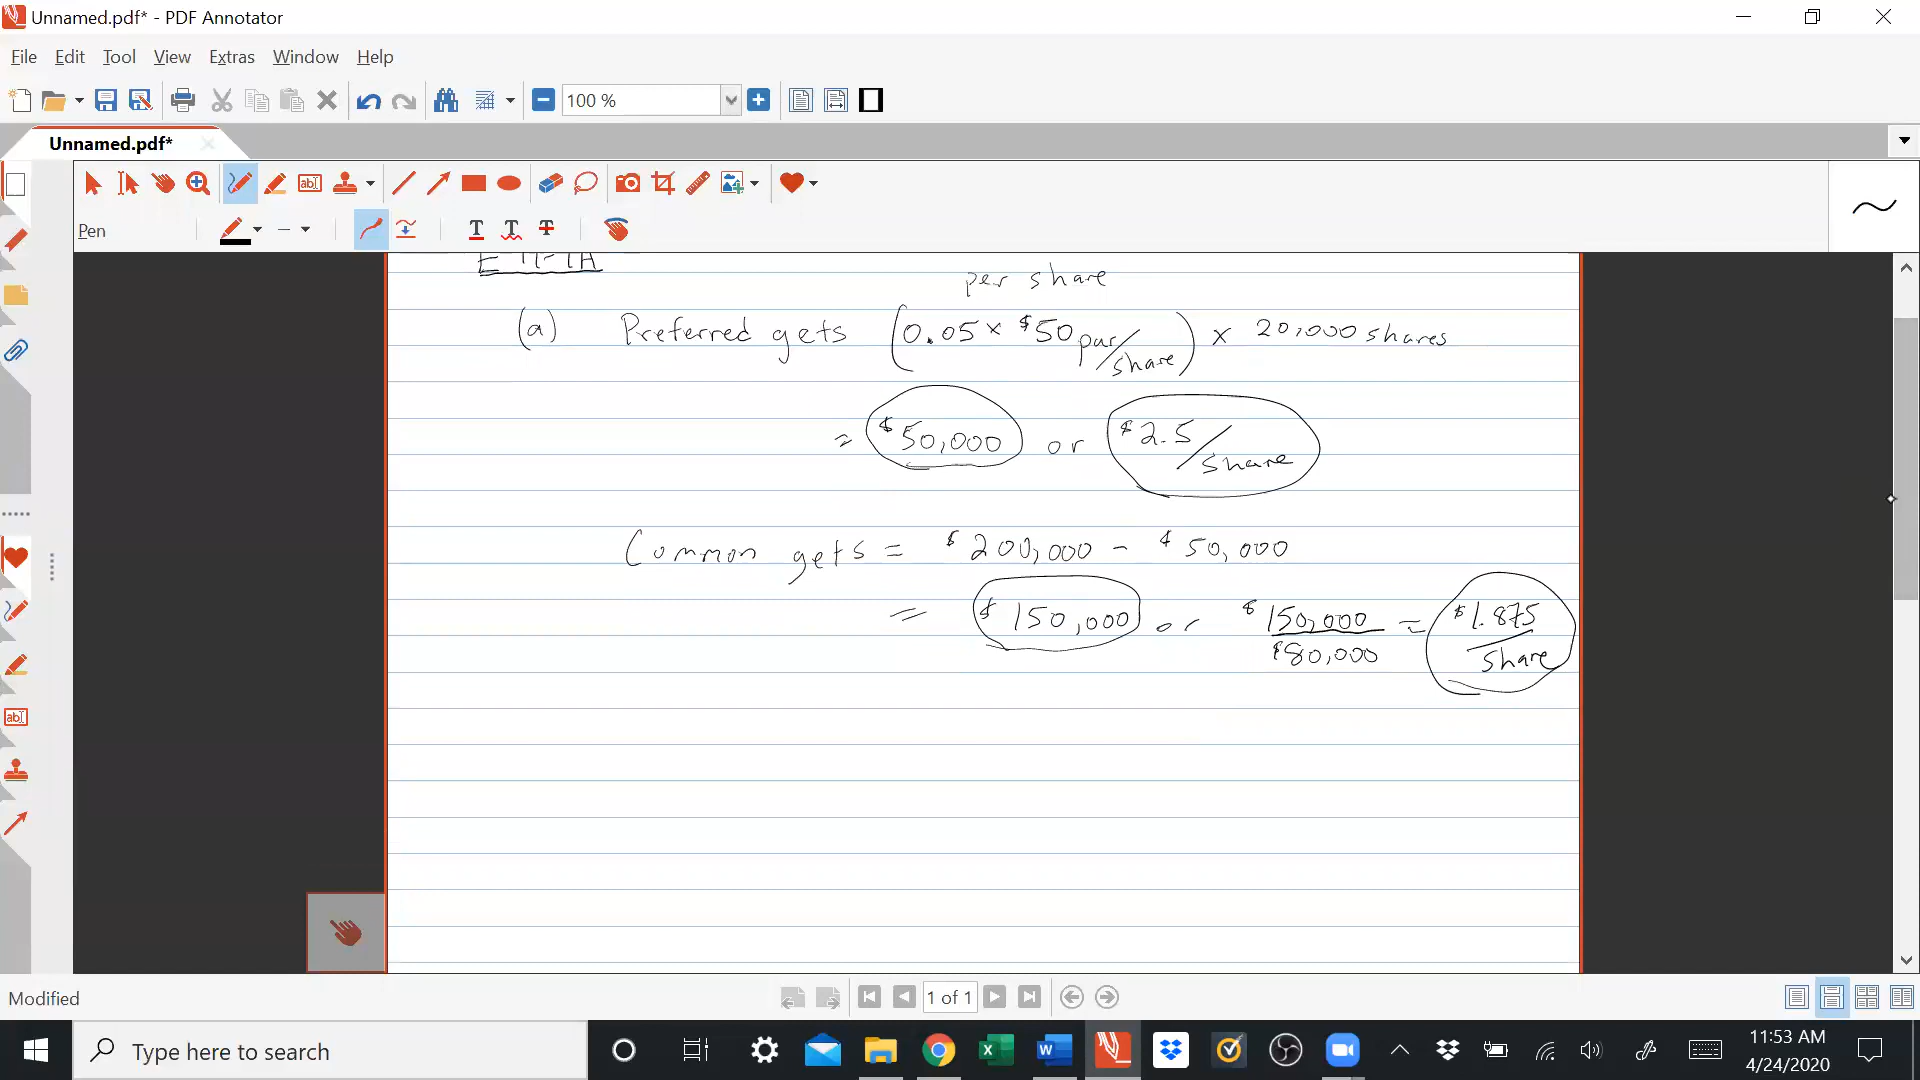 Unnamed.pdf* - PDF Annotator
File Edit Tool View Extras Window Help
100 %
Unnamed.pdf*
Pen
per share
(a) Preferred gets (0.05 × $50 par/share) × 20,000 shares
= $50,000 or $2.5/share
Common gets = $200,000 - $50,000
= $150,000 or $150,000/$80,000 = $1.875/share
Modified
1 of 1
Type here to search
11:53 AM
4/24/2020